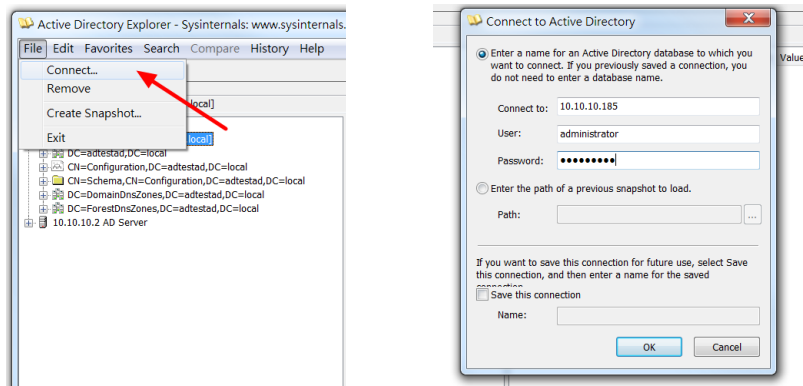 Active Directory Explorer - Sysinternals: www.sysinternals.
File Edit Favorites Search Compare History Help
Connect...
Remove
Create Snapshot...
Exit
local]
local]
DC=adtestad,DC=local
CN=Configuration,DC=adtestad,DC=local
CN=Schema,CN=Configuration,DC=adtestad,DC=local
DC=DomainDnsZones,DC=adtestad,DC=local
DC=ForestDnsZones,DC=adtestad,DC=local
10.10.10.2 AD Server
Connect to Active Directory
Value
Enter a name for an Active Directory database to which you
want to connect. If you previously saved a connection, you
do not need to enter a database name.
Connect to: 10.10.10.185
User: administrator
Password: ●●●●●●●●●
Enter the path of a previous snapshot to load.
Path: ...
If you want to save this connection for future use, select Save
this connection, and then enter a name for the saved
Save this connection
Name:
OK Cancel